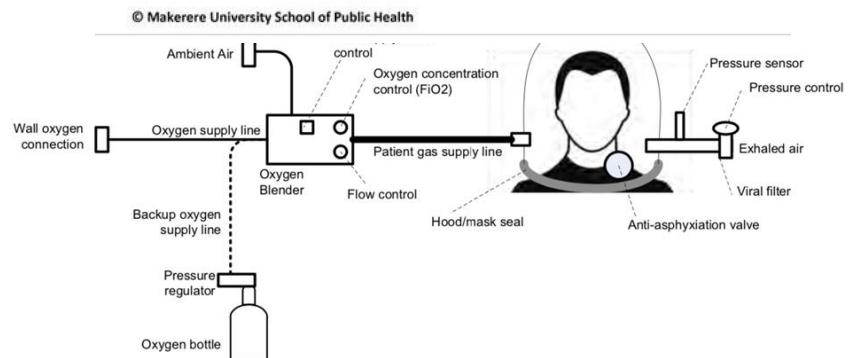 © Makerere University School of Public Health
Ambient Air
control
Oxygen concentration
control (FiO2)
Pressure sensor
Pressure control
Wall oxygen
connection
Oxygen supply line
Patient gas supply line
Exhaled air
Oxygen
Blender
Flow control
Viral filter
Hood/mask seal
Anti-asphyxiation valve
Backup oxygen
supply line
Pressure
regulator
Oxygen bottle